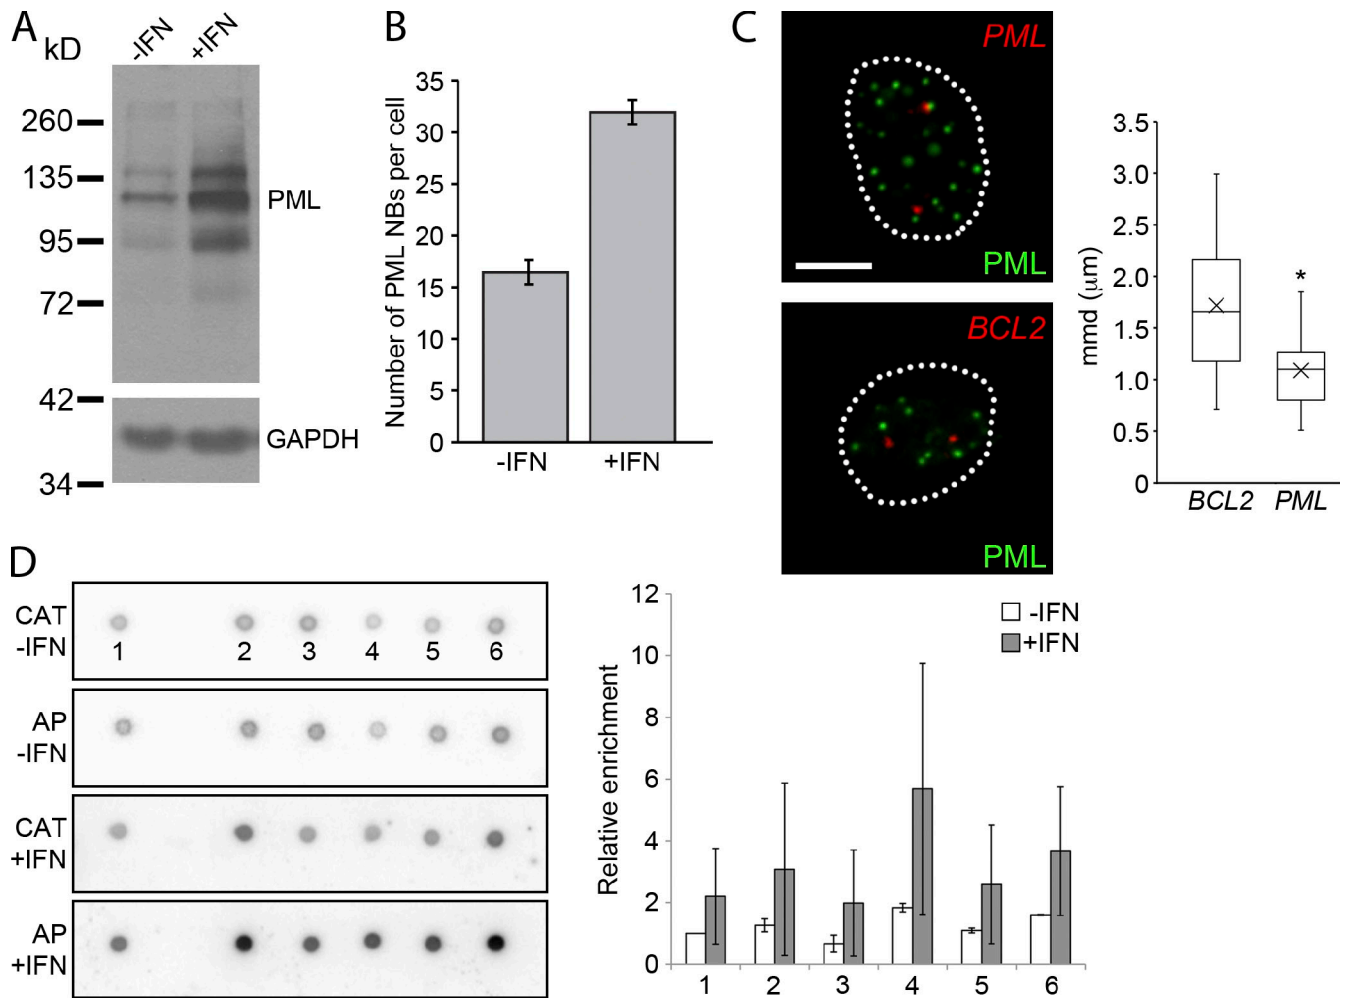 A
kD
-IFN
+IFN
260
135
95
72
42
34
PML
GAPDH
B
Number of PML NBs per cell
35
30
25
20
15
10
5
0
-IFN
+IFN
C
PML
PML
BCL2
PML
mmd (μm)
3.5
3.0
2.5
2.0
1.5
1.0
0.5
0
*
BCL2
PML
D
CAT
-IFN
1 2 3 4 5 6
AP
-IFN
CAT
+IFN
AP
+IFN
Relative enrichment
12
10
8
6
4
2
0
-IFN
+IFN
1 2 3 4 5 6